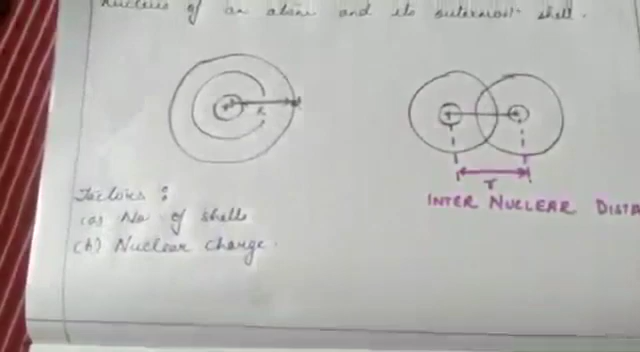 nucleus of an atom and its outermost shell.
R
r
INTER NUCLEAR DISTA
Factors :
(a) No of shells
(b) Nuclear charge.